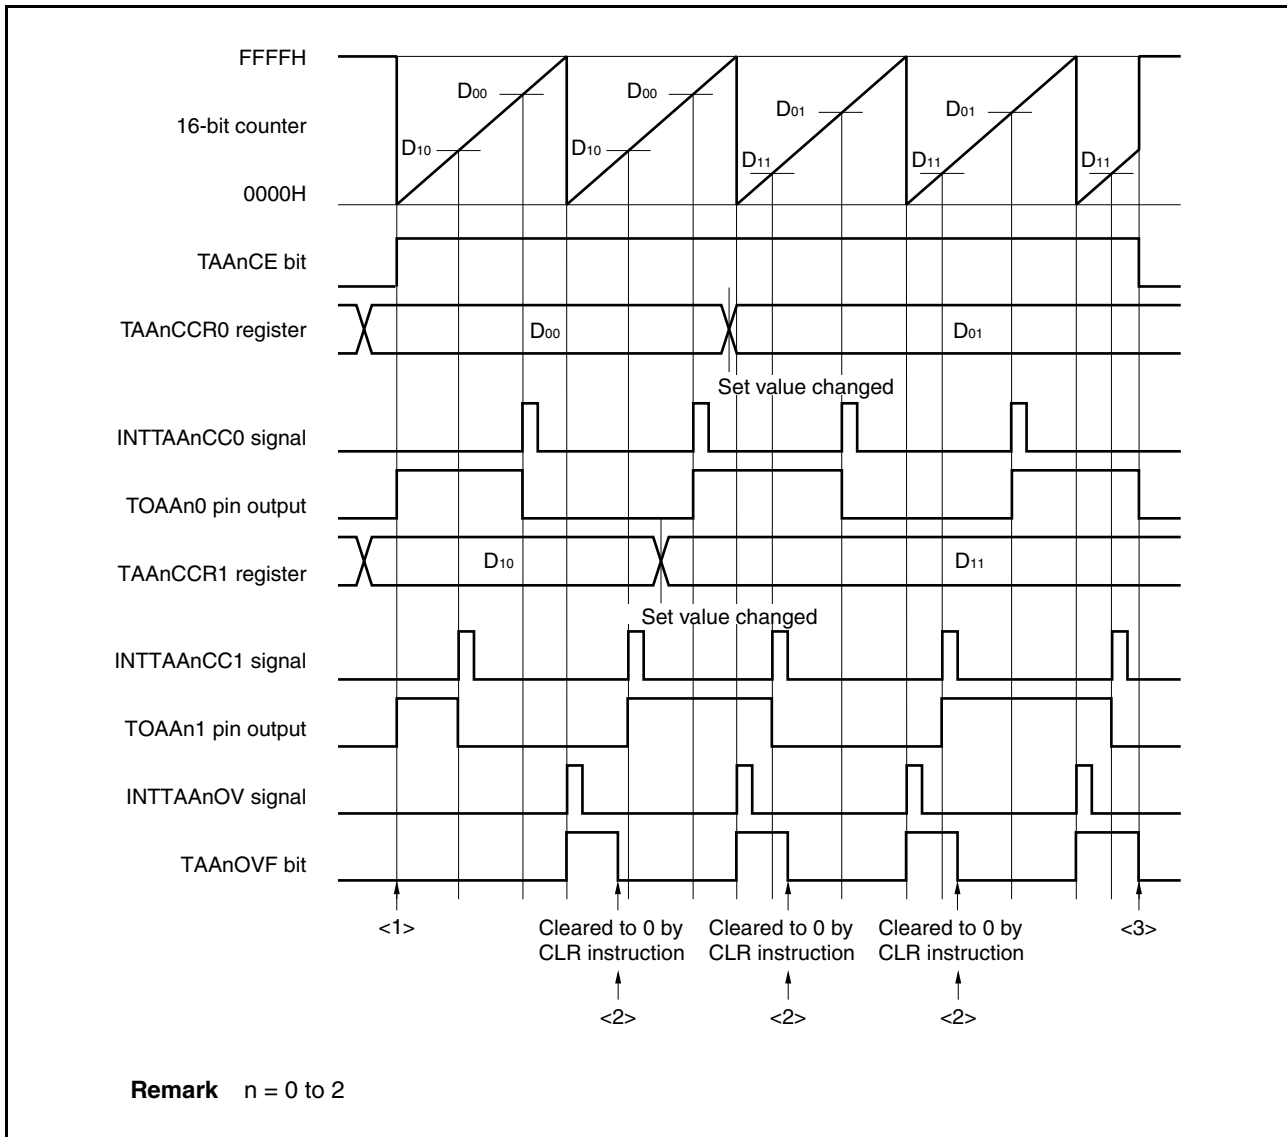 FFFFH
D00
D00
D01
D01
16-bit counter
D10
D10
D11
D11
D11
0000H
TAAnCE bit
TAAnCCR0 register
D00
D01
Set value changed
INTTAAnCC0 signal
TOAAn0 pin output
TAAnCCR1 register
D10
D11
Set value changed
INTTAAnCC1 signal
TOAAn1 pin output
INTTAAnOV signal
TAAnOVF bit
<1>
Cleared to 0 by
CLR instruction
Cleared to 0 by
CLR instruction
Cleared to 0 by
CLR instruction
<3>
<2>
<2>
<2>
Remark n = 0 to 2